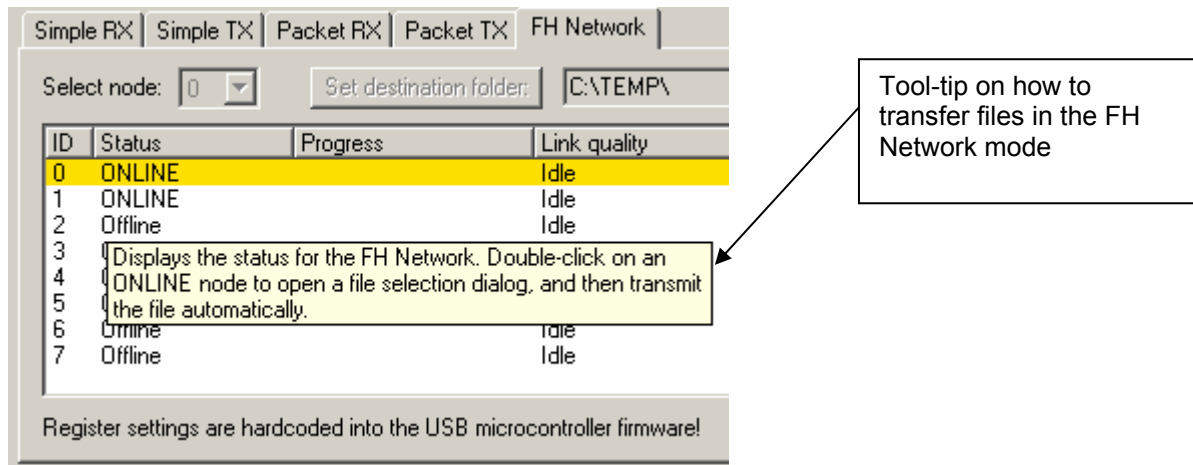 Simple RX Simple TX Packet RX Packet TX FH Network
Select node: 0 Set destination folder: C:\TEMP\
ID Status Progress Link quality
0 ONLINE Idle
1 ONLINE Idle
2 Offline Idle
3
4
5
6 Offline Idle
7 Offline Idle
Displays the status for the FH Network. Double-click on an
ONLINE node to open a file selection dialog, and then transmit
the file automatically.
Register settings are hardcoded into the USB microcontroller firmware!
Tool-tip on how to
transfer files in the FH
Network mode